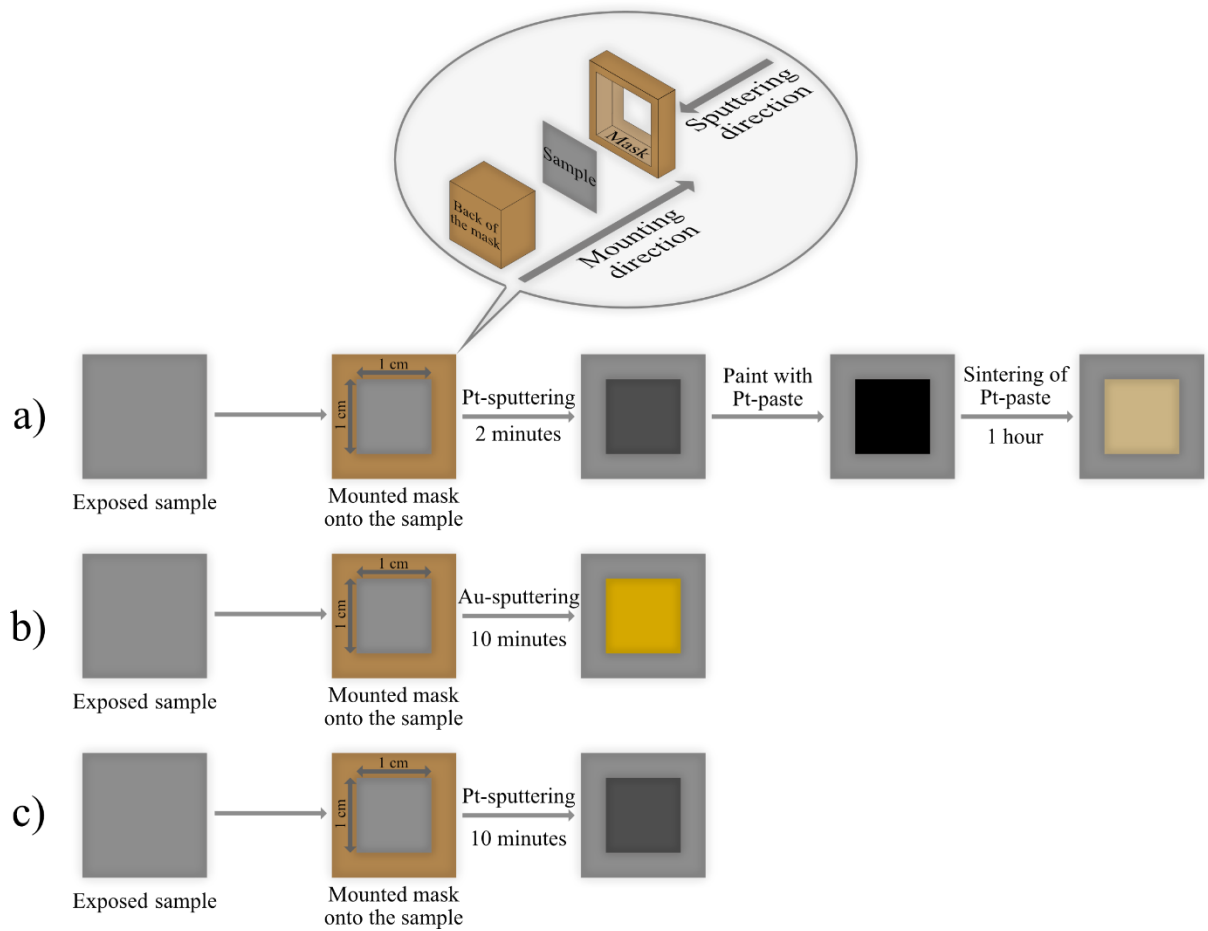 Sputtering
direction
Mask
Sample
Back of
the mask
Mounting
direction
a)
Exposed sample
1 cm
1 cm
Mounted mask
onto the sample
Pt-sputtering
2 minutes
Paint with
Pt-paste
Sintering of
Pt-paste
1 hour
b)
Exposed sample
1 cm
1 cm
Mounted mask
onto the sample
Au-sputtering
10 minutes
c)
Exposed sample
1 cm
1 cm
Mounted mask
onto the sample
Pt-sputtering
10 minutes